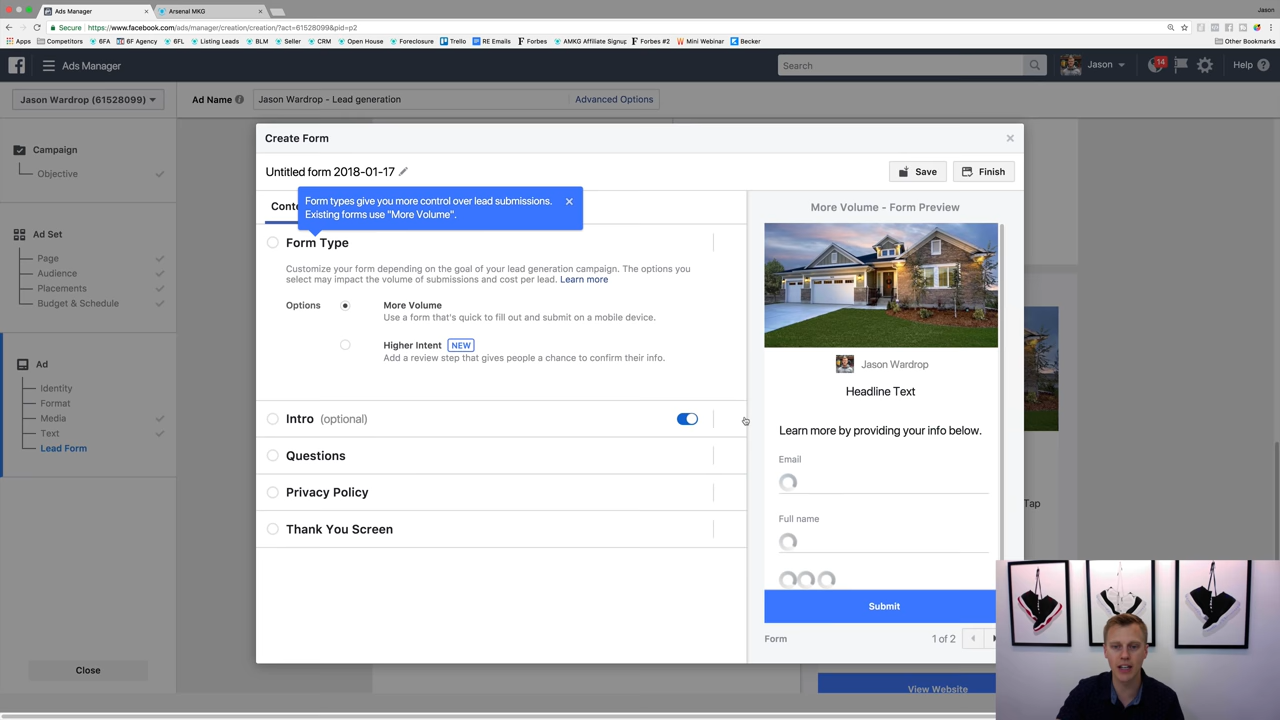 Jason
Ads Manager
Arsenal MKG
Secure
https://www.facebook.com/ads/manager/creation/creation/?act=61528099&pid=p2
Apps
Competitors
6FA
6F Agency
6FL
Listing Leads
BLM
Seller
CRM
Open House
Foreclosure
Trello
RE Emails
Forbes
AMKG Affiliate Signup
Forbes #2
Mini Webinar
Becker
Other Bookmarks
Ads Manager
Search
Jason
14
Help
Jason Wardrop (61528099)
Ad Name
Jason Wardrop - Lead generation
Advanced Options
Campaign
Objective
Ad Set
Page
Audience
Placements
Budget & Schedule
Ad
Identity
Format
Media
Text
Lead Form
Close
Create Form
Untitled form 2018-01-17
Save
Finish
Form types give you more control over lead submissions.
Existing forms use "More Volume".
Form Type
Customize your form depending on the goal of your lead generation campaign. The options you
select may impact the volume of submissions and cost per lead. Learn more
Options
More Volume
Use a form that's quick to fill out and submit on a mobile device.
Higher Intent NEW
Add a review step that gives people a chance to confirm their info.
Intro (optional)
Questions
Privacy Policy
Thank You Screen
More Volume - Form Preview
Jason Wardrop
Headline Text
Learn more by providing your info below.
Email
Full name
Submit
Form
1 of 2
Tap
View Website